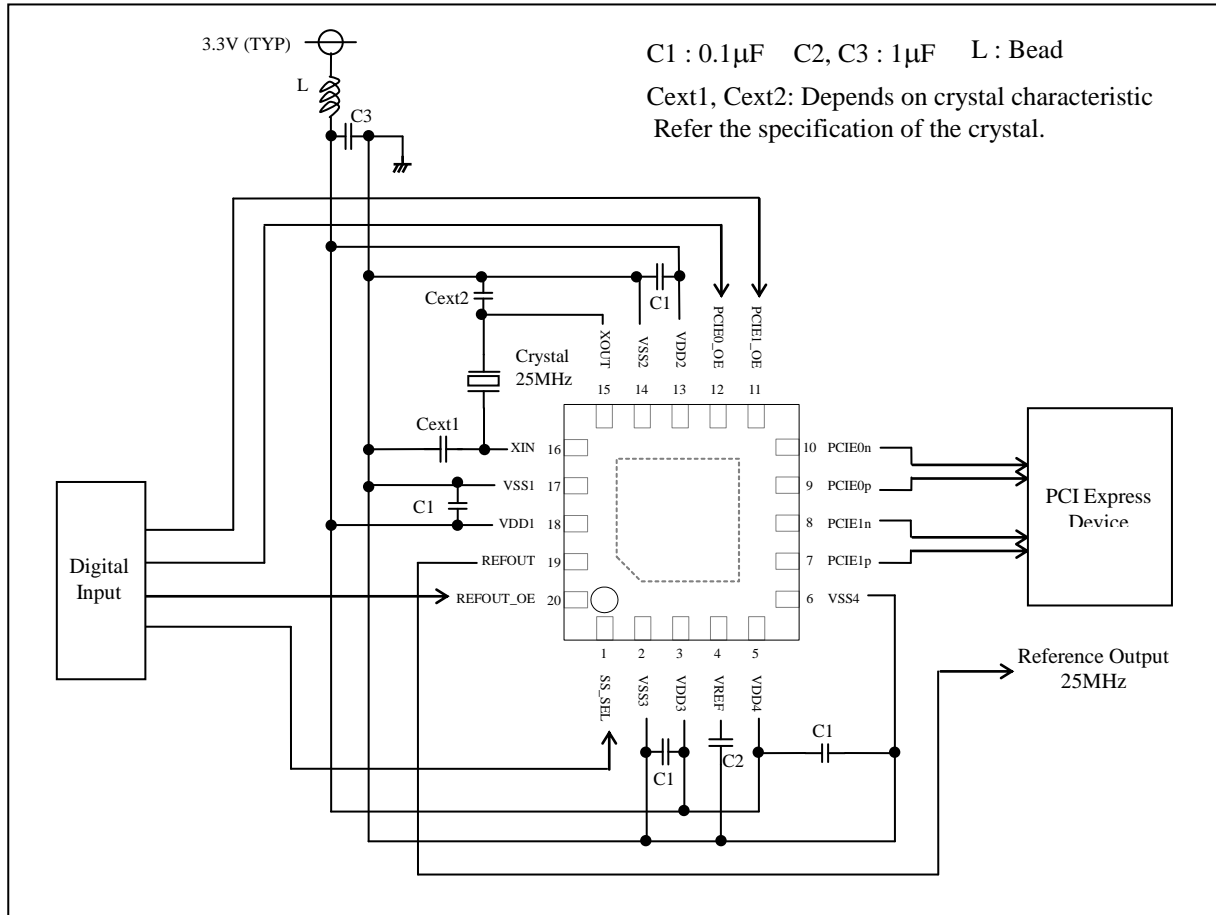 3.3V (TYP)
C1 : 0.1μF C2, C3 : 1μF L : Bead
Cext1, Cext2: Depends on crystal characteristic
Refer the specification of the crystal.
L
C3
Cext2
C1
XOUT
VSS2
VDD2
PCIE0_OE
PCIE1_OE
Crystal
25MHz
15 14 13 12 11
Cext1
XIN 16
VSS1 17
C1
VDD1 18
REFOUT 19
REFOUT_OE 20
Digital
Input
10 PCIE0n
9 PCIE0p
8 PCIE1n
7 PCIE1p
6 VSS4
PCI Express
Device
1 2 3 4 5
SS_SEL
VSS3
VDD3
VREF
VDD4
C1
C2
C1
Reference Output
25MHz